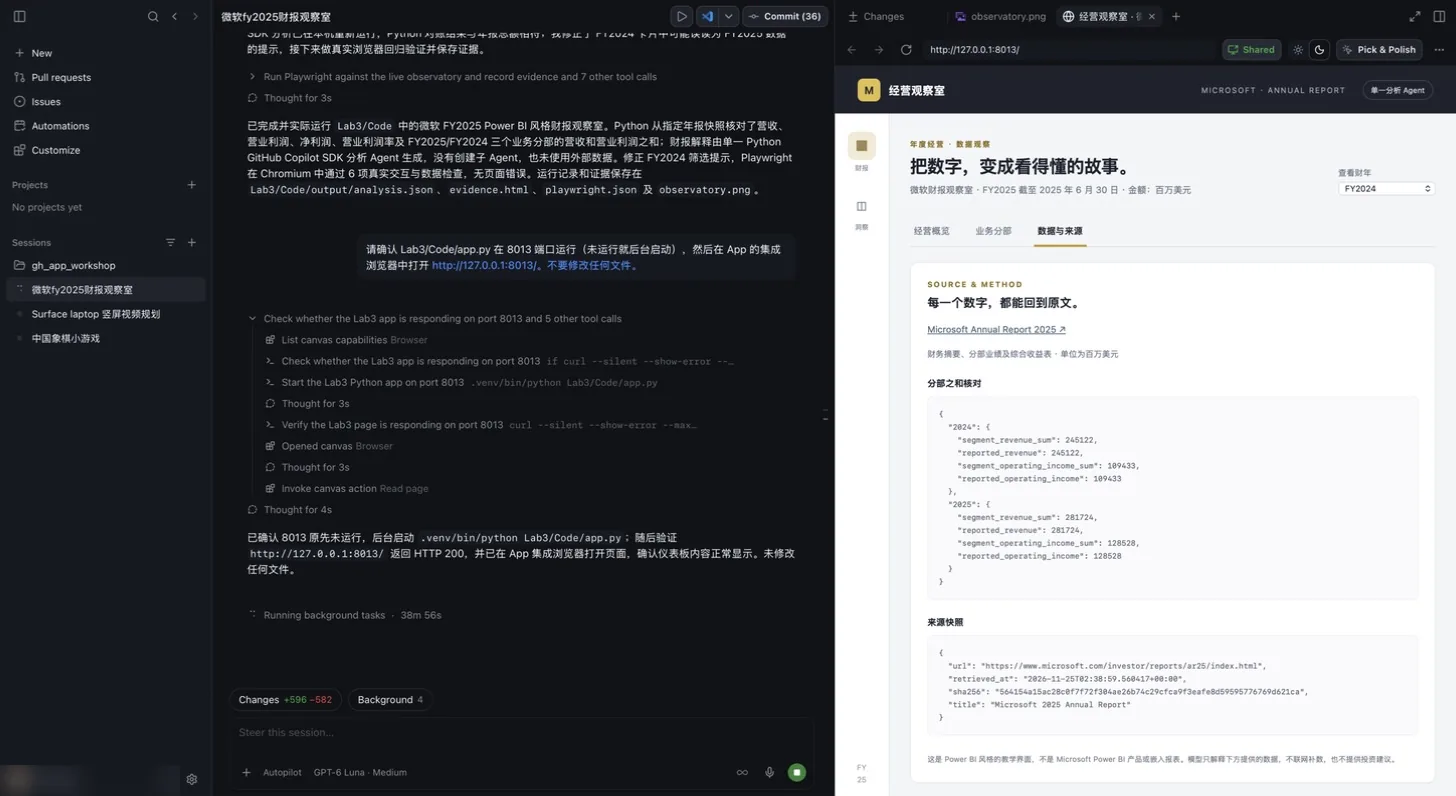 New
Pull requests
Issues
Automations
Customize
Projects
No projects yet
Sessions
gh_app_workshop
微软fy2025财报观察室
Surface laptop 竖屏视频规划
中国象棋小游戏
微软fy2025财报观察室
Commit (36)
的提示，接下来做真实浏览器回归验证并保存证据。
Run Playwright against the live observatory and record evidence and 7 other tool calls
Thought for 3s
已完成并实际运行 Lab3/Code 中的微软 FY2025 Power BI 风格财报观察室。Python 从指定年报快照核对了营收、
营业利润、净利润、营业利润率及 FY2025/FY2024 三个业务分部的营收和营业利润之和；财报解释由单一 Python
GitHub Copilot SDK 分析 Agent 生成，没有创建子 Agent，也未使用外部数据。修正 FY2024 筛选提示，Playwright
在 Chromium 中通过 6 项真实交互与数据检查，无页面错误。运行记录和证据保存在
Lab3/Code/output/analysis.json 、 evidence.html 、 playwright.json 及 observatory.png 。
请确认 Lab3/Code/app.py 在 8013 端口运行（未运行就后台启动），然后在 App 的集成
浏览器中打开 http://127.0.0.1:8013/。不要修改任何文件。
Check whether the Lab3 app is responding on port 8013 and 5 other tool calls
List canvas capabilities Browser
Check whether the Lab3 app is responding on port 8013 if curl --silent --show-error --…
Start the Lab3 Python app on port 8013 .venv/bin/python Lab3/Code/app.py
Thought for 3s
Verify the Lab3 page is responding on port 8013 curl --silent --show-error --max…
Opened canvas Browser
Thought for 3s
Invoke canvas action Read page
Thought for 4s
已确认 8013 原先未运行，后台启动 .venv/bin/python Lab3/Code/app.py ；随后验证
http://127.0.0.1:8013/ 返回 HTTP 200，并已在 App 集成浏览器打开页面，确认仪表板内容正常显示。未修改
任何文件。
Running background tasks · 38m 56s
Changes +596 −582
Background 4
Steer this session...
Autopilot GPT-6 Luna · Medium
Changes
observatory.png
经营观察室 ·
http://127.0.0.1:8013/
Shared
Pick & Polish
M 经营观察室
MICROSOFT · ANNUAL REPORT
单一分析 Agent
财报
洞察
FY
25
年度经营 · 数据观察
把数字，变成看得懂的故事。
微软财报观察室 · FY2025 截至 2025 年 6 月 30 日 · 金额：百万美元
查看财年
FY2024
经营概览
业务分部
数据与来源
SOURCE & METHOD
每一个数字，都能回到原文。
Microsoft Annual Report 2025 ↗
财务摘要、分部业绩及综合收益表 · 单位为百万美元
分部之和核对
{
"2024": {
"segment_revenue_sum": 245122,
"reported_revenue": 245122,
"segment_operating_income_sum": 109433,
"reported_operating_income": 109433
},
"2025": {
"segment_revenue_sum": 281724,
"reported_revenue": 281724,
"segment_operating_income_sum": 128528,
"reported_operating_income": 128528
}
}
来源快照
{
"url": "https://www.microsoft.com/investor/reports/ar25/index.html",
"retrieved_at": "2026-11-25T02:38:59.560417+00:00",
"sha256": "564154a15ac28c0f7f72f304ae26b74c29cfca9f3eafe8d59595776769d621ca",
"title": "Microsoft 2025 Annual Report"
}
这是 Power BI 风格的教学界面，不是 Microsoft Power BI 产品或嵌入报表。模型只解释下方提供的数据，不联网补数，也不提供投资建议。